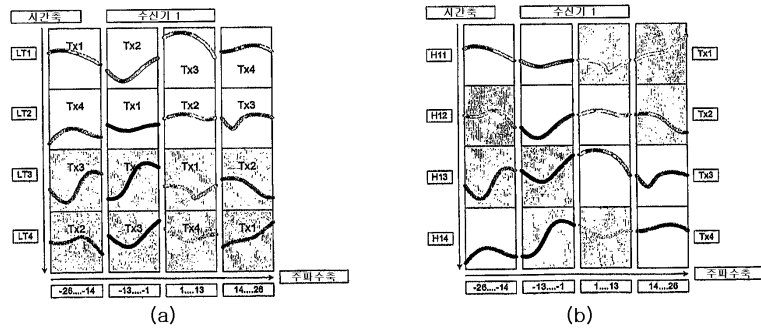 시간축 수신기 1
LT1 Tx1 Tx2 Tx3 Tx4
LT2 Tx4 Tx1 Tx2 Tx3
LT3 Tx3 Tx1 Tx2
LT4 Tx2 Tx3 Tx4 Tx1
주파수축
-26....-14 -13....-1 1....13 14....26
(a)
시간축 수신기 1
H11 Tx1
H12 Tx2
H13 Tx3
H14 Tx4
주파수축
-26....-14 -13....-1 1....13 14....26
(b)